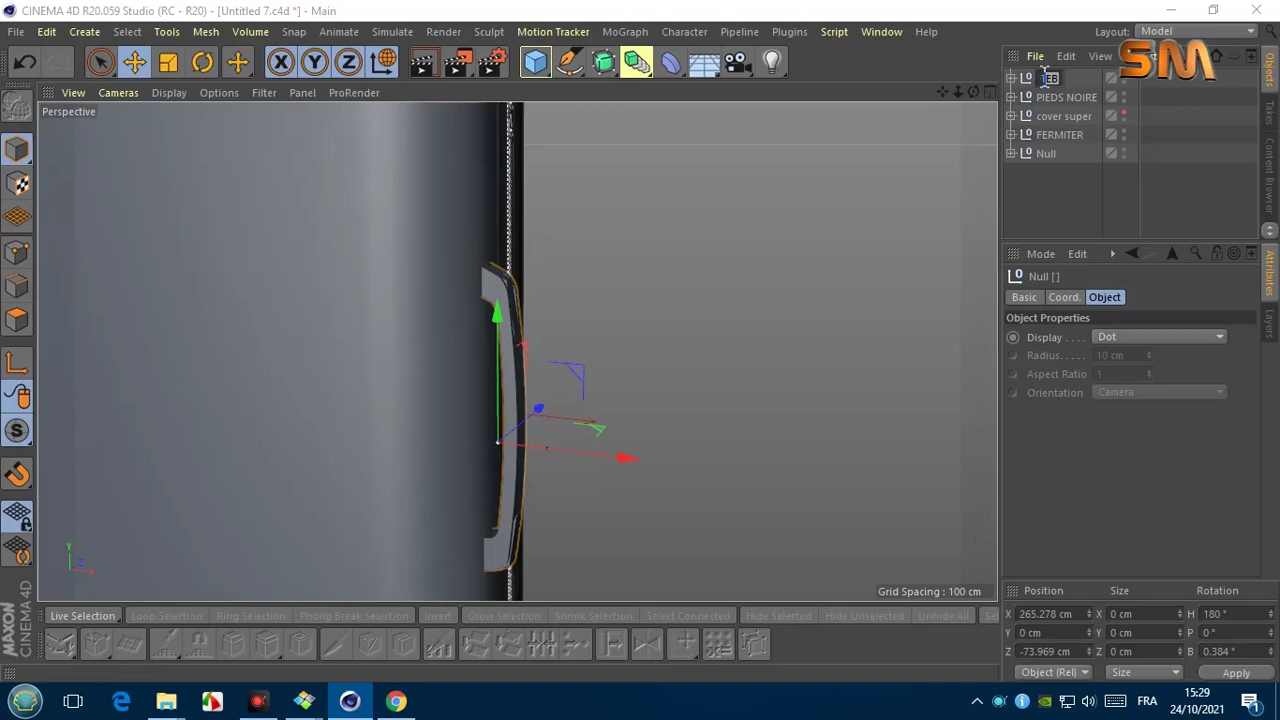 CINEMA 4D R20.059 Studio (RC - R20) - [Untitled 7.c4d *] - Main
File Edit Create Select Tools Mesh Volume Snap Animate Simulate Render Sculpt Motion Tracker MoGraph Character Pipeline Plugins Script Window Help
Layout: Model
File Edit View
SM
View Cameras Display Options Filter Panel ProRender
Perspective
PIEDS NOIRE
cover super
FERMITER
Null
Objects
Takes
Content Browser
Mode Edit
Null [ ]
Basic Coord. Object
Object Properties
Display . . . . Dot
Radius. . . . . 10 cm
Aspect Ratio 1
Orientation Camera
Attributes
Layers
Grid Spacing : 100 cm
Position Size Rotation
X 265.278 cm X 0 cm H 180 °
Y 0 cm Y 0 cm P 0 °
Z -73.969 cm Z 0 cm B 0.384 °
Object (Rel) Size Apply
Live Selection Loop Selection Ring Selection Phong Break Selection Invert Grow Selection Shrink Selection Select Connected Hide Selected Hide Unselected Unhide All
MAXON CINEMA 4D
Y
Z
X
FRA
15:29
24/10/2021